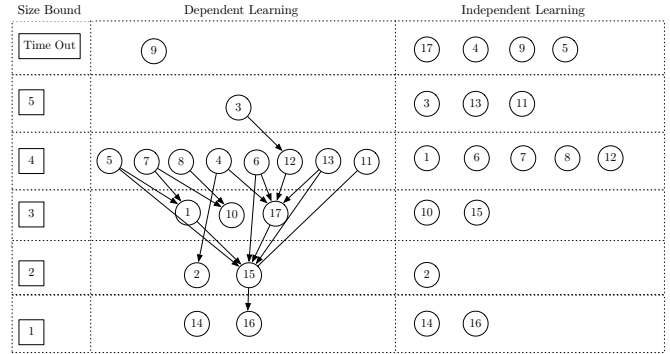 Size Bound Dependent Learning Independent Learning
Time Out 9 17 4 9 5
5 3 3 13 11
4 5 7 8 4 6 12 13 11 1 6 7 8 12
3 1 10 17 10 15
2 2 15 2
1 14 16 14 16